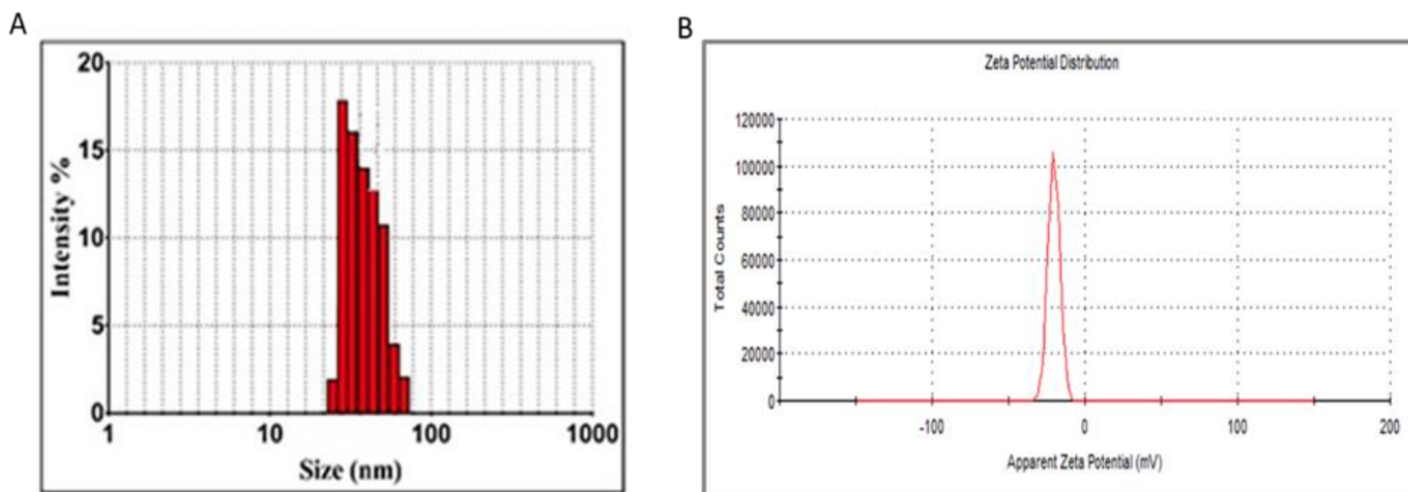 A
20
15
10
5
0
Intensity %
1 10 100 1000
Size (nm)
B
Zeta Potential Distribution
120000
100000
80000
60000
40000
20000
0
Total Counts
-100 0 100 200
Apparent Zeta Potential (mV)